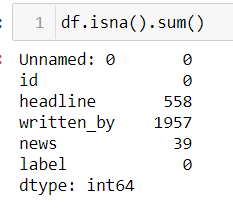 1 df.isna().sum()
Unnamed: 0 0
id 0
headline 558
written_by 1957
news 39
label 0
dtype: int64